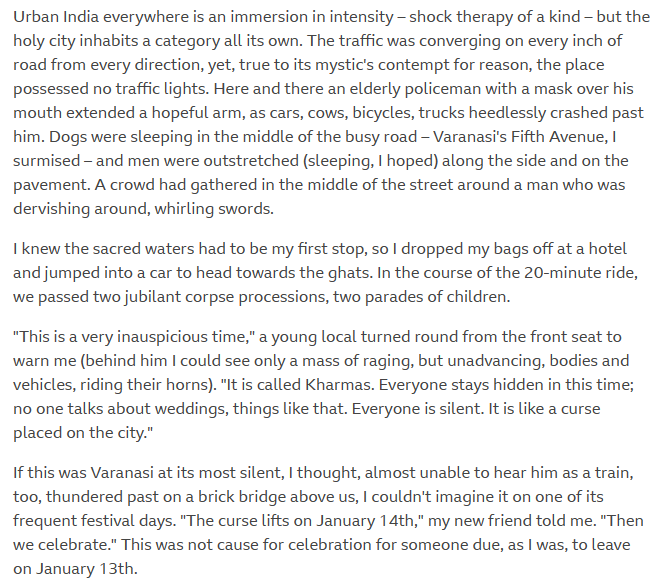 Urban India everywhere is an immersion in intensity – shock therapy of a kind – but the
holy city inhabits a category all its own. The traffic was converging on every inch of
road from every direction, yet, true to its mystic's contempt for reason, the place
possessed no traffic lights. Here and there an elderly policeman with a mask over his
mouth extended a hopeful arm, as cars, cows, bicycles, trucks heedlessly crashed past
him. Dogs were sleeping in the middle of the busy road – Varanasi's Fifth Avenue, I
surmised – and men were outstretched (sleeping, I hoped) along the side and on the
pavement. A crowd had gathered in the middle of the street around a man who was
dervishing around, whirling swords.
I knew the sacred waters had to be my first stop, so I dropped my bags off at a hotel
and jumped into a car to head towards the ghats. In the course of the 20-minute ride,
we passed two jubilant corpse processions, two parades of children.
"This is a very inauspicious time," a young local turned round from the front seat to
warn me (behind him I could see only a mass of raging, but unadvancing, bodies and
vehicles, riding their horns). "It is called Kharmas. Everyone stays hidden in this time;
no one talks about weddings, things like that. Everyone is silent. It is like a curse
placed on the city."
If this was Varanasi at its most silent, I thought, almost unable to hear him as a train,
too, thundered past on a brick bridge above us, I couldn't imagine it on one of its
frequent festival days. "The curse lifts on January 14th," my new friend told me. "Then
we celebrate." This was not cause for celebration for someone due, as I was, to leave
on January 13th.